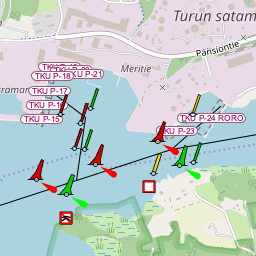 Turun satam
Pansiontie
Meritie
TKU P-21
TKU P-18
TKU P-17
TKU P-16
TKU P-15
TKU P-24 RORO
TKU P-23